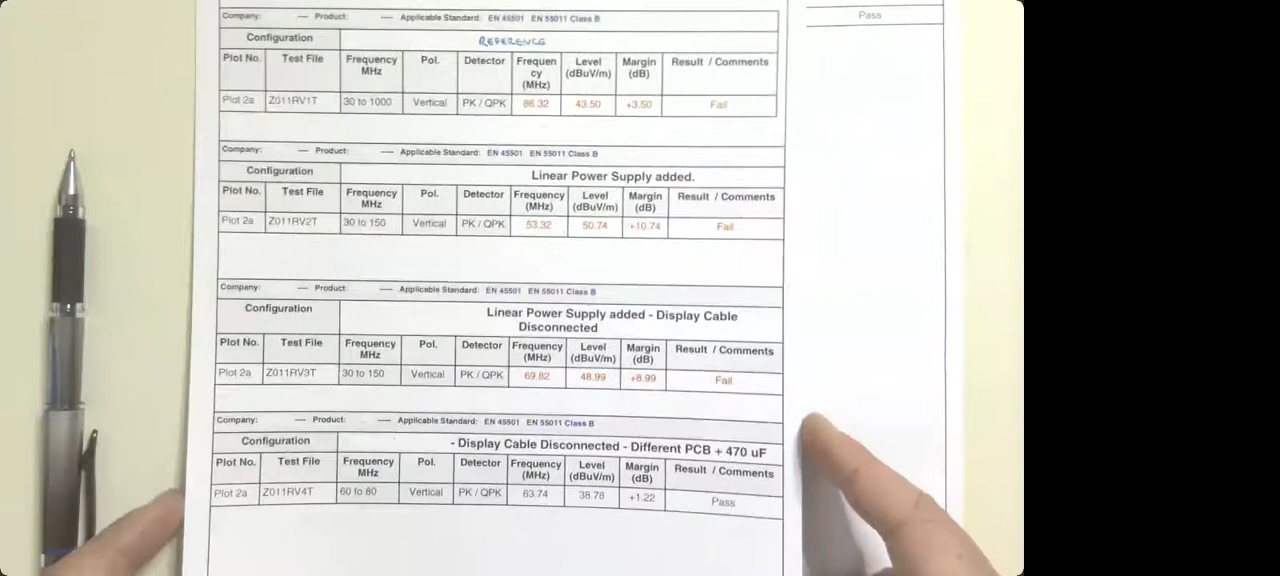 Pass
Company: — Product: — Applicable Standard: EN 45501 EN 55011 Class B
Configuration REFERENCE
Plot No. Test File Frequency MHz Pol. Detector Frequen cy (MHz) Level (dBuV/m) Margin (dB) Result / Comments
Plot 2a Z011RV1T 30 to 1000 Vertical PK / QPK 86.32 43.50 +3.50 Fail
Company: — Product: — Applicable Standard: EN 45501 EN 55011 Class B
Configuration Linear Power Supply added.
Plot No. Test File Frequency MHz Pol. Detector Frequency (MHz) Level (dBuV/m) Margin (dB) Result / Comments
Plot 2a Z011RV2T 30 to 150 Vertical PK / QPK 53.32 50.74 +10.74 Fail
Company: — Product: — Applicable Standard: EN 45501 EN 55011 Class B
Configuration Linear Power Supply added - Display Cable
Disconnected
Plot No. Test File Frequency MHz Pol. Detector Frequency (MHz) Level (dBuV/m) Margin (dB) Result / Comments
Plot 2a Z011RV3T 30 to 150 Vertical PK / QPK 69.82 48.99 +8.99 Fail
Company: — Product: — Applicable Standard: EN 45501 EN 55011 Class B
Configuration - Display Cable Disconnected - Different PCB + 470 uF
Plot No. Test File Frequency MHz Pol. Detector Frequency (MHz) Level (dBuV/m) Margin (dB) Result / Comments
Plot 2a Z011RV4T 60 to 80 Vertical PK / QPK 63.74 38.78 +1.22 Pass